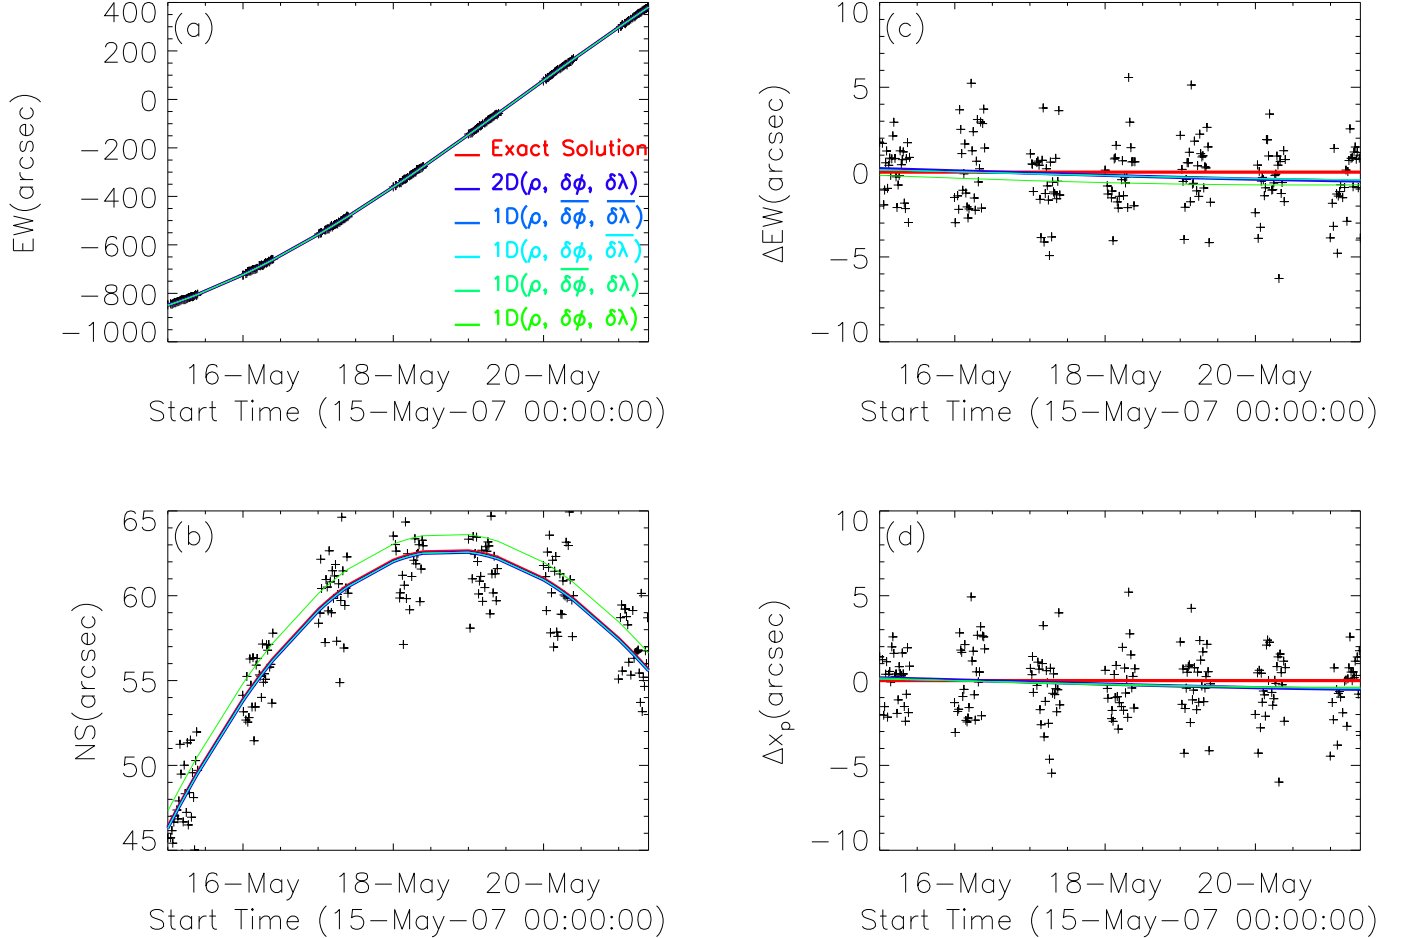 (a)
EW(arcsec)
400
200
0
−200
−400
−600
−800
−1000
Exact Solution
2D(ρ, δϕ, δλ)
1D(ρ, δϕ̅, δλ̅)
1D(ρ, δϕ, δλ̅)
1D(ρ, δϕ̅, δλ)
1D(ρ, δϕ, δλ)
16−May 18−May 20−May
Start Time (15−May−07 00:00:00)
(c)
ΔEW(arcsec)
10
5
0
−5
−10
16−May 18−May 20−May
Start Time (15−May−07 00:00:00)
(b)
NS(arcsec)
65
60
55
50
45
16−May 18−May 20−May
Start Time (15−May−07 00:00:00)
(d)
Δxₚ(arcsec)
10
5
0
−5
−10
16−May 18−May 20−May
Start Time (15−May−07 00:00:00)